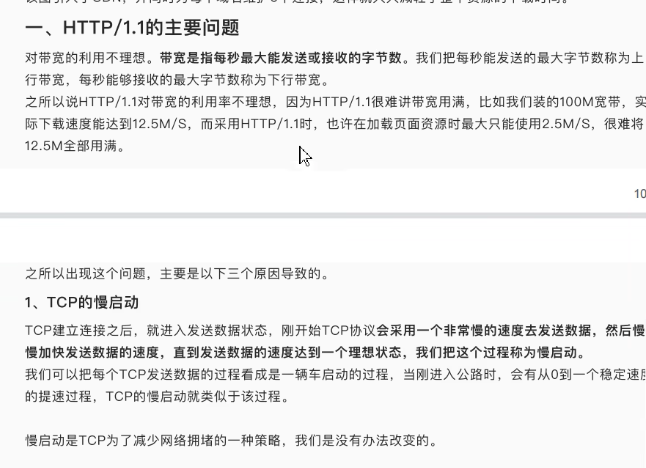 一、HTTP/1.1的主要问题
对带宽的利用不理想。带宽是指每秒最大能发送或接收的字节数。我们把每秒能发送的最大字节数称为上
行带宽，每秒能够接收的最大字节数称为下行带宽。
之所以说HTTP/1.1对带宽的利用率不理想，因为HTTP/1.1很难讲带宽用满，比如我们装的100M宽带，实
际下载速度能达到12.5M/S，而采用HTTP/1.1时，也许在加载页面资源时最大只能使用2.5M/S，很难将
12.5M全部用满。
10
之所以出现这个问题，主要是以下三个原因导致的。
1、TCP的慢启动
TCP建立连接之后，就进入发送数据状态，刚开始TCP协议会采用一个非常慢的速度去发送数据，然后慢
慢加快发送数据的速度，直到发送数据的速度达到一个理想状态，我们把这个过程称为慢启动。
我们可以把每个TCP发送数据的过程看成是一辆车启动的过程，当刚进入公路时，会有从0到一个稳定速度
的提速过程，TCP的慢启动就类似于该过程。
慢启动是TCP为了减少网络拥堵的一种策略，我们是没有办法改变的。